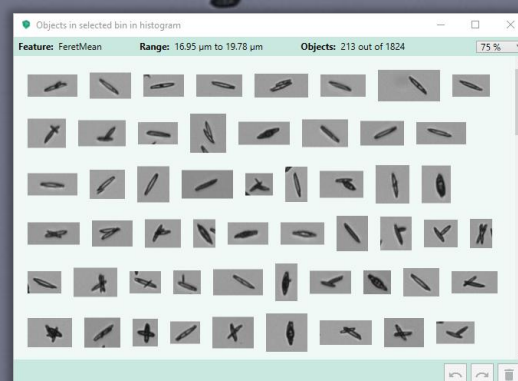 Objects in selected bin in histogram
Feature: FeretMean Range: 16.95 µm to 19.78 µm Objects: 213 out of 1824 75 %